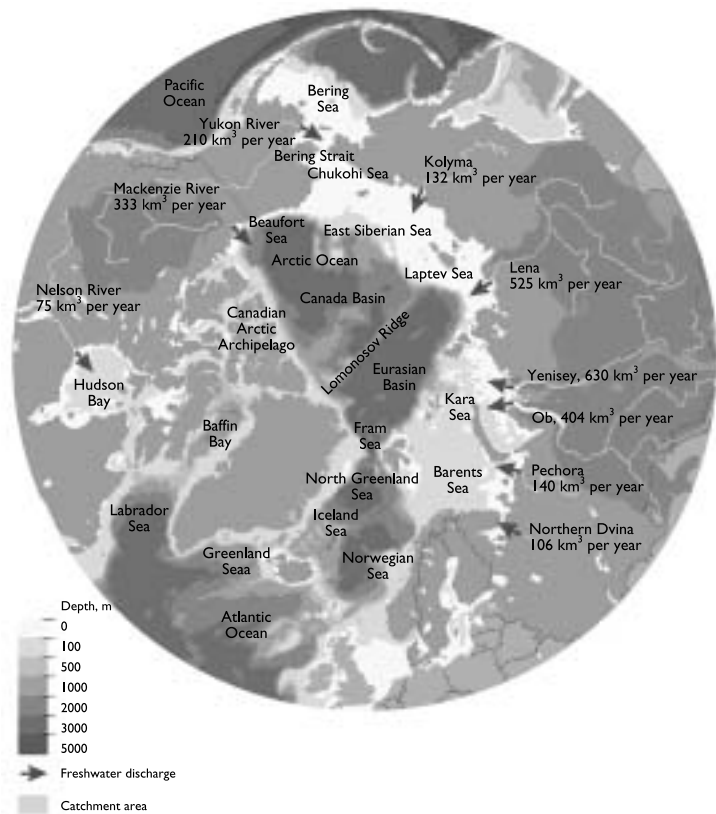 Pacific
Ocean
Bering
Sea
Yukon River
210 km³ per year
Bering Strait
Chukohi Sea
Kolyma
132 km³ per year
Mackenzie River
333 km³ per year
Beaufort
Sea
East Siberian Sea
Arctic Ocean
Laptev Sea
Lena
525 km³ per year
Nelson River
75 km³ per year
Canada Basin
Canadian
Arctic
Archipelago
Lomonosov Ridge
Eurasian
Basin
Yenisey, 630 km³ per year
Hudson
Bay
Kara
Sea
Ob, 404 km³ per year
Baffin
Bay
Fram
Sea
North Greenland
Sea
Barents
Sea
Pechora
140 km³ per year
Labrador
Sea
Iceland
Sea
Northern Dvina
106 km³ per year
Greenland
Seaa
Norwegian
Sea
Atlantic
Ocean
Depth, m
0
100
500
1000
2000
3000
5000
Freshwater discharge
Catchment area